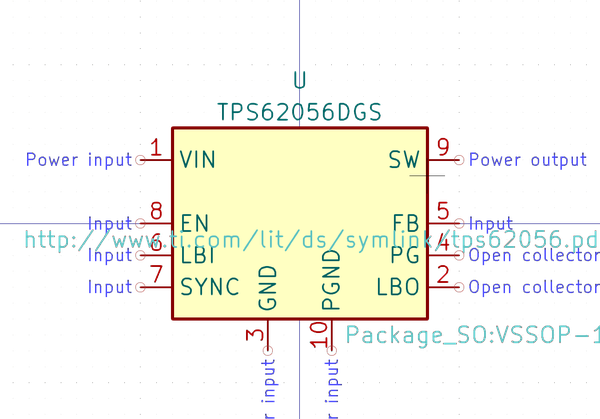 U
TPS62056DGS
Power input 1 VIN SW 9 Power output
Input 8 EN FB 5 Input
http://www.ti.com/lit/ds/symlink/tps62056.pd
Input 6 LBI PG 4 Open collector
Input 7 SYNC LBO 2 Open collector
GND PGND
3 10 Package_SO:VSSOP-1
r input r input